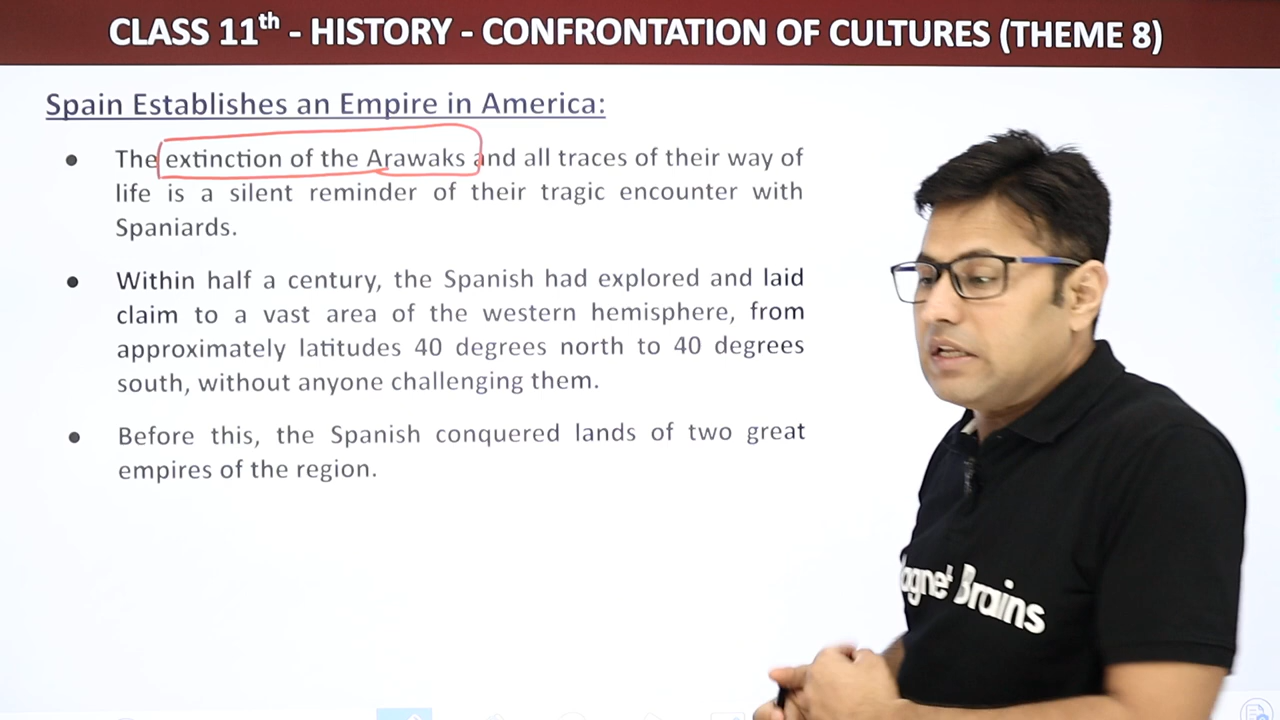 CLASS 11th - HISTORY - CONFRONTATION OF CULTURES (THEME 8)
Spain Establishes an Empire in America:
● The extinction of the Arawaks and all traces of their way of
life is a silent reminder of their tragic encounter with
Spaniards.
● Within half a century, the Spanish had explored and laid
claim to a vast area of the western hemisphere, from
approximately latitudes 40 degrees north to 40 degrees
south, without anyone challenging them.
● Before this, the Spanish conquered lands of two great
empires of the region.
Brains